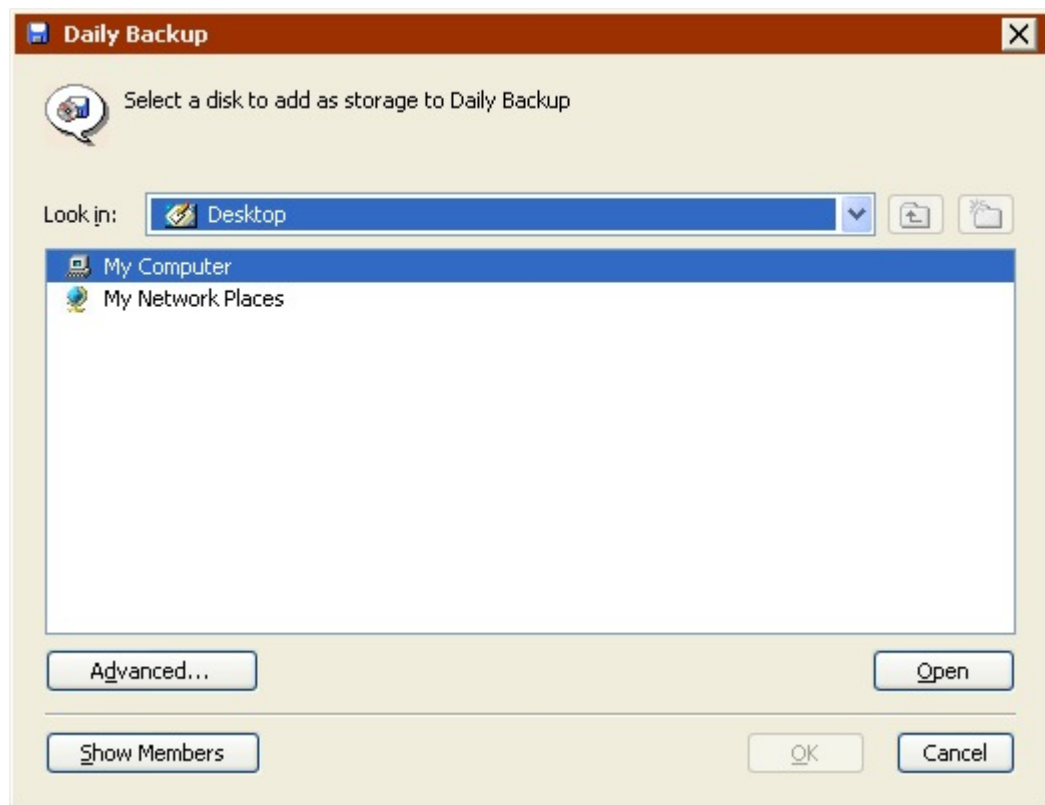 Daily Backup
Select a disk to add as storage to Daily Backup
Look in: Desktop
My Computer
My Network Places
Advanced... Open
Show Members OK Cancel